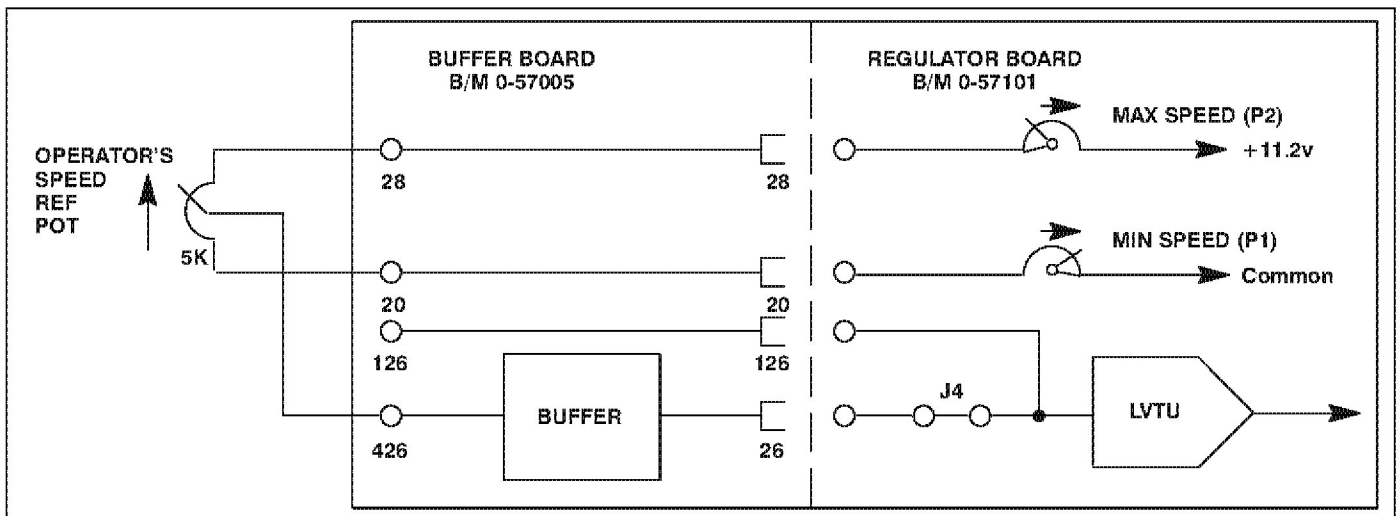 BUFFER BOARD
B/M 0-57005
REGULATOR BOARD
B/M 0-57101
OPERATOR'S
SPEED
REF
POT
5K
28
28
MAX SPEED (P2)
+11.2v
20
20
MIN SPEED (P1)
Common
126
126
426
BUFFER
26
J4
LVTU